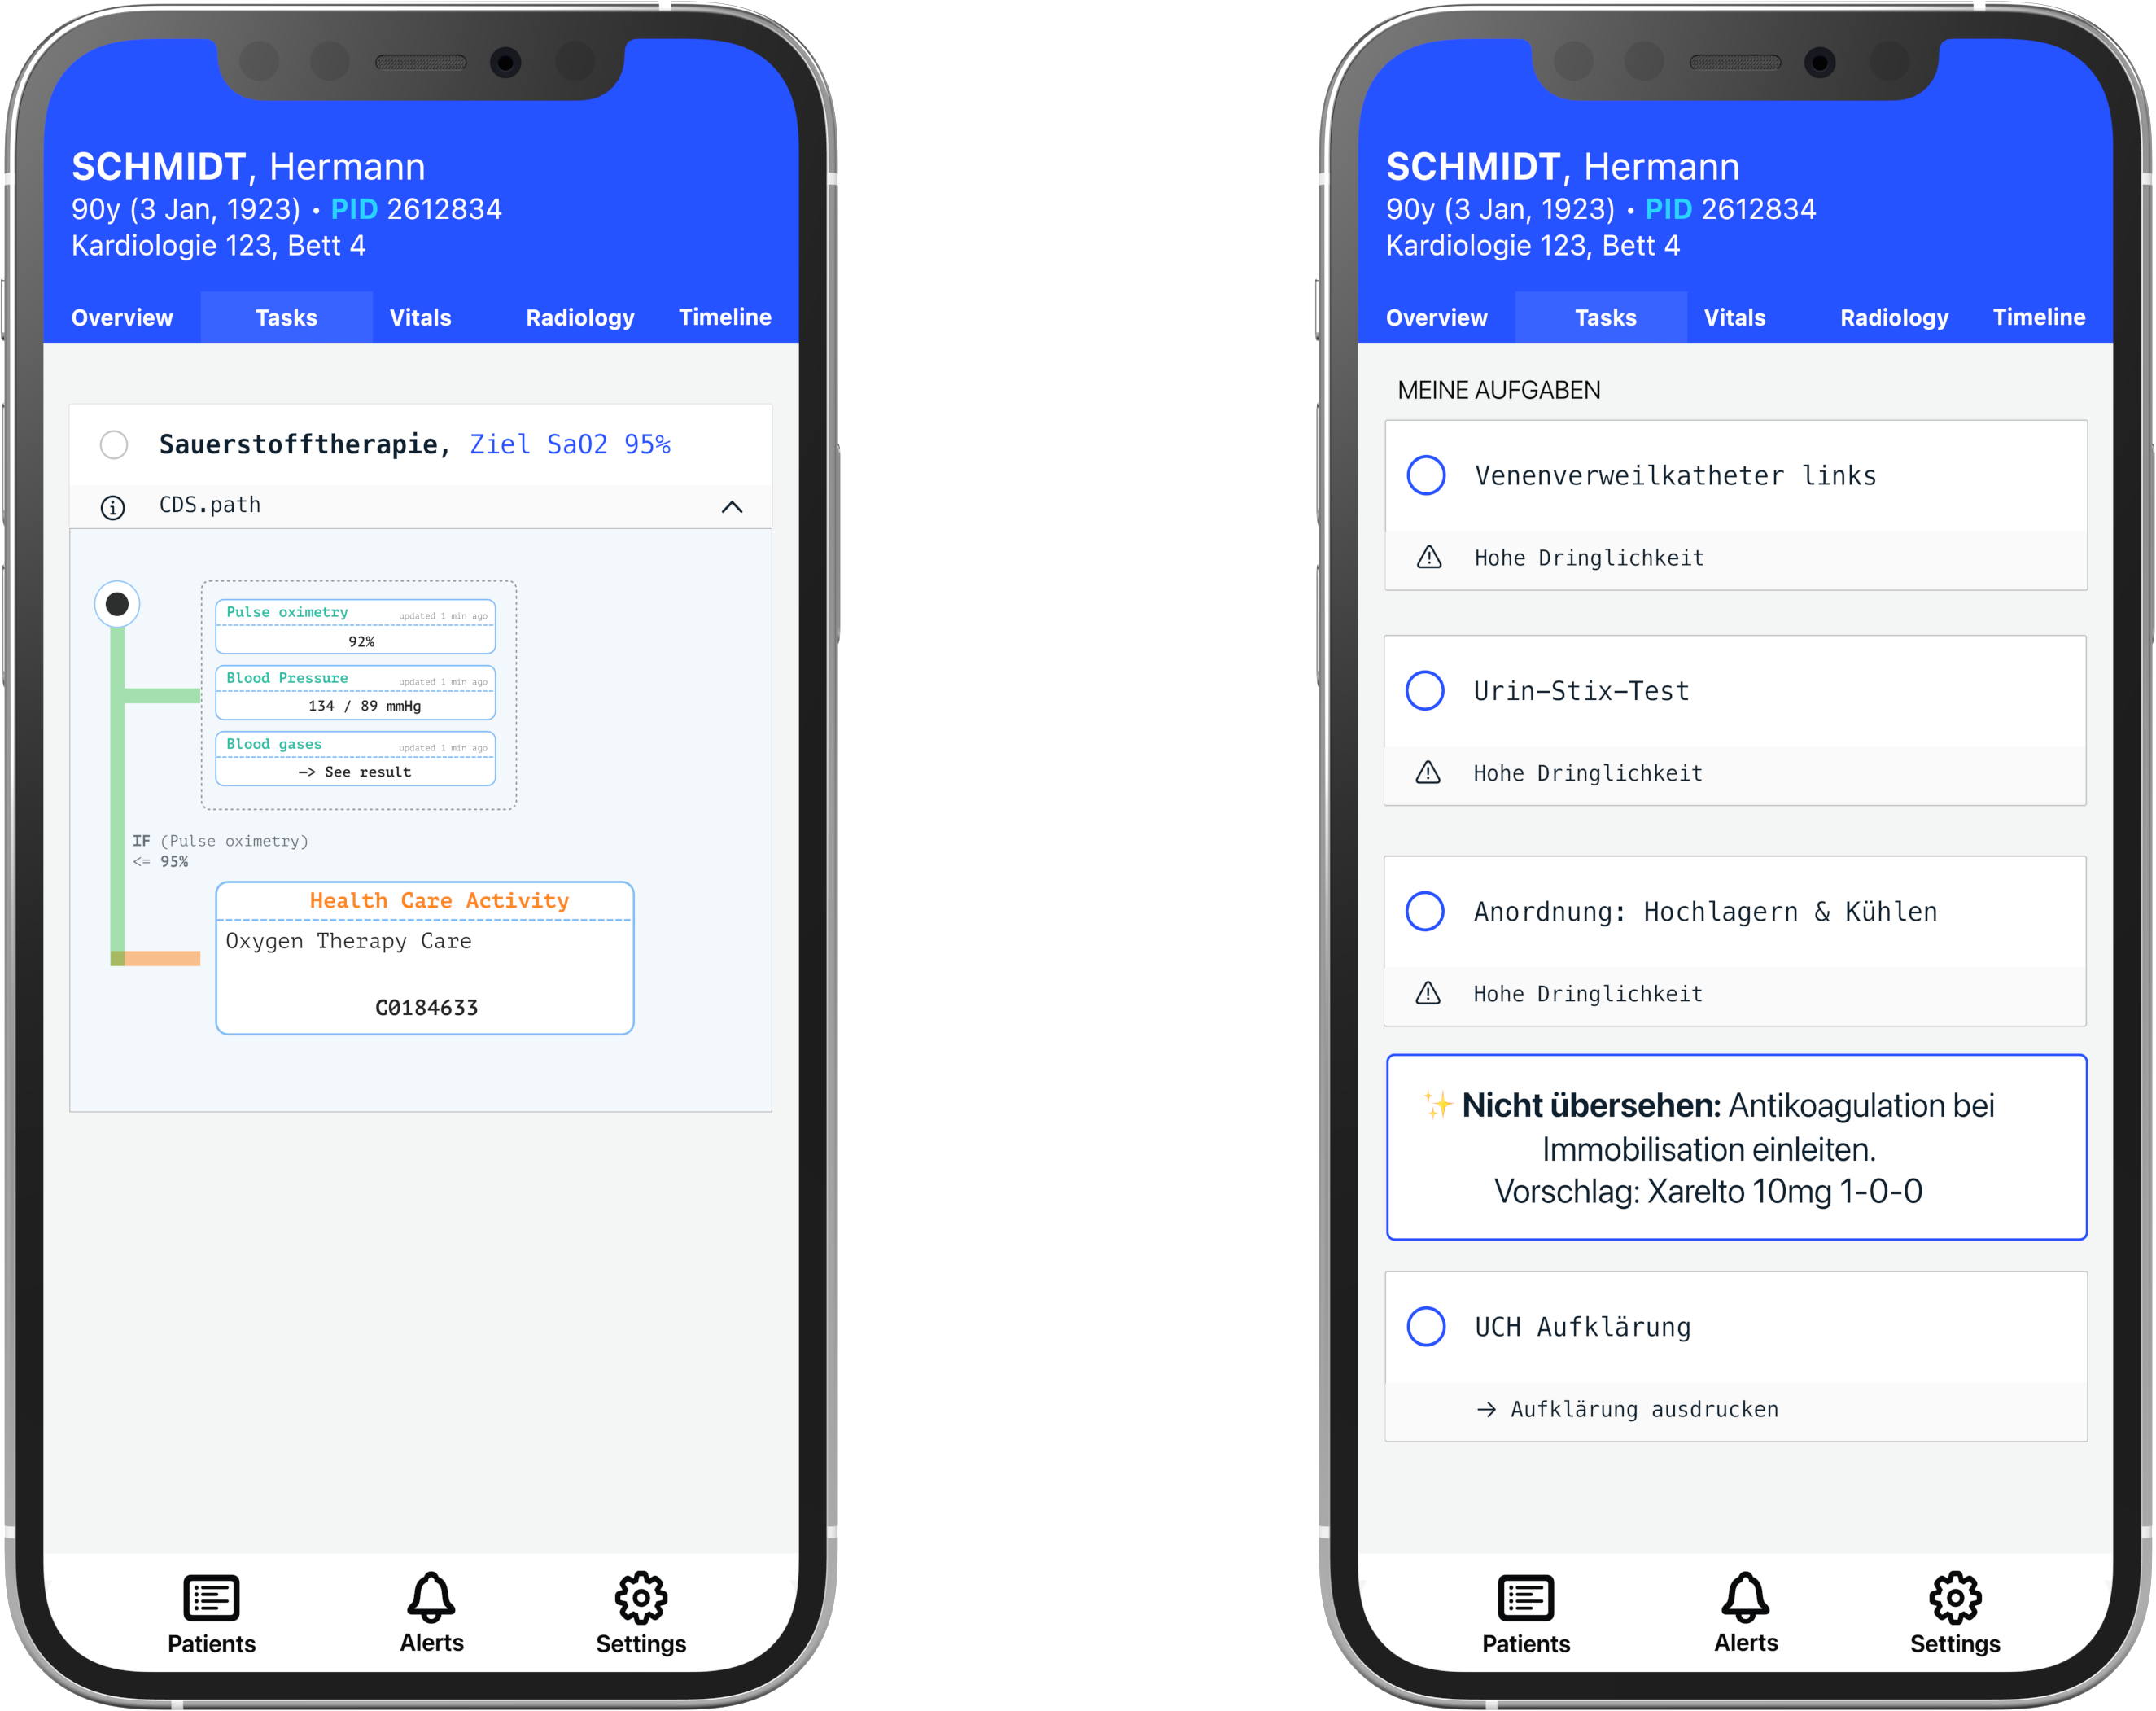 SCHMIDT, Hermann
90y (3 Jan, 1923) • PID 2612834
Kardiologie 123, Bett 4
Overview Tasks Vitals Radiology Timeline
Sauerstofftherapie, Ziel SaO2 95%
CDS.path
Pulse oximetry updated 1 min ago
92%
Blood Pressure updated 1 min ago
134 / 89 mmHg
Blood gases updated 1 min ago
—> See result
IF (Pulse oximetry)
<= 95%
Health Care Activity
Oxygen Therapy Care
C0184633
Patients Alerts Settings
SCHMIDT, Hermann
90y (3 Jan, 1923) • PID 2612834
Kardiologie 123, Bett 4
Overview Tasks Vitals Radiology Timeline
MEINE AUFGABEN
Venenverweilkatheter links
Hohe Dringlichkeit
Urin–Stix–Test
Hohe Dringlichkeit
Anordnung: Hochlagern & Kühlen
Hohe Dringlichkeit
✨ Nicht übersehen: Antikoagulation bei
Immobilisation einleiten.
Vorschlag: Xarelto 10mg 1-0-0
UCH Aufklärung
→ Aufklärung ausdrucken
Patients Alerts Settings